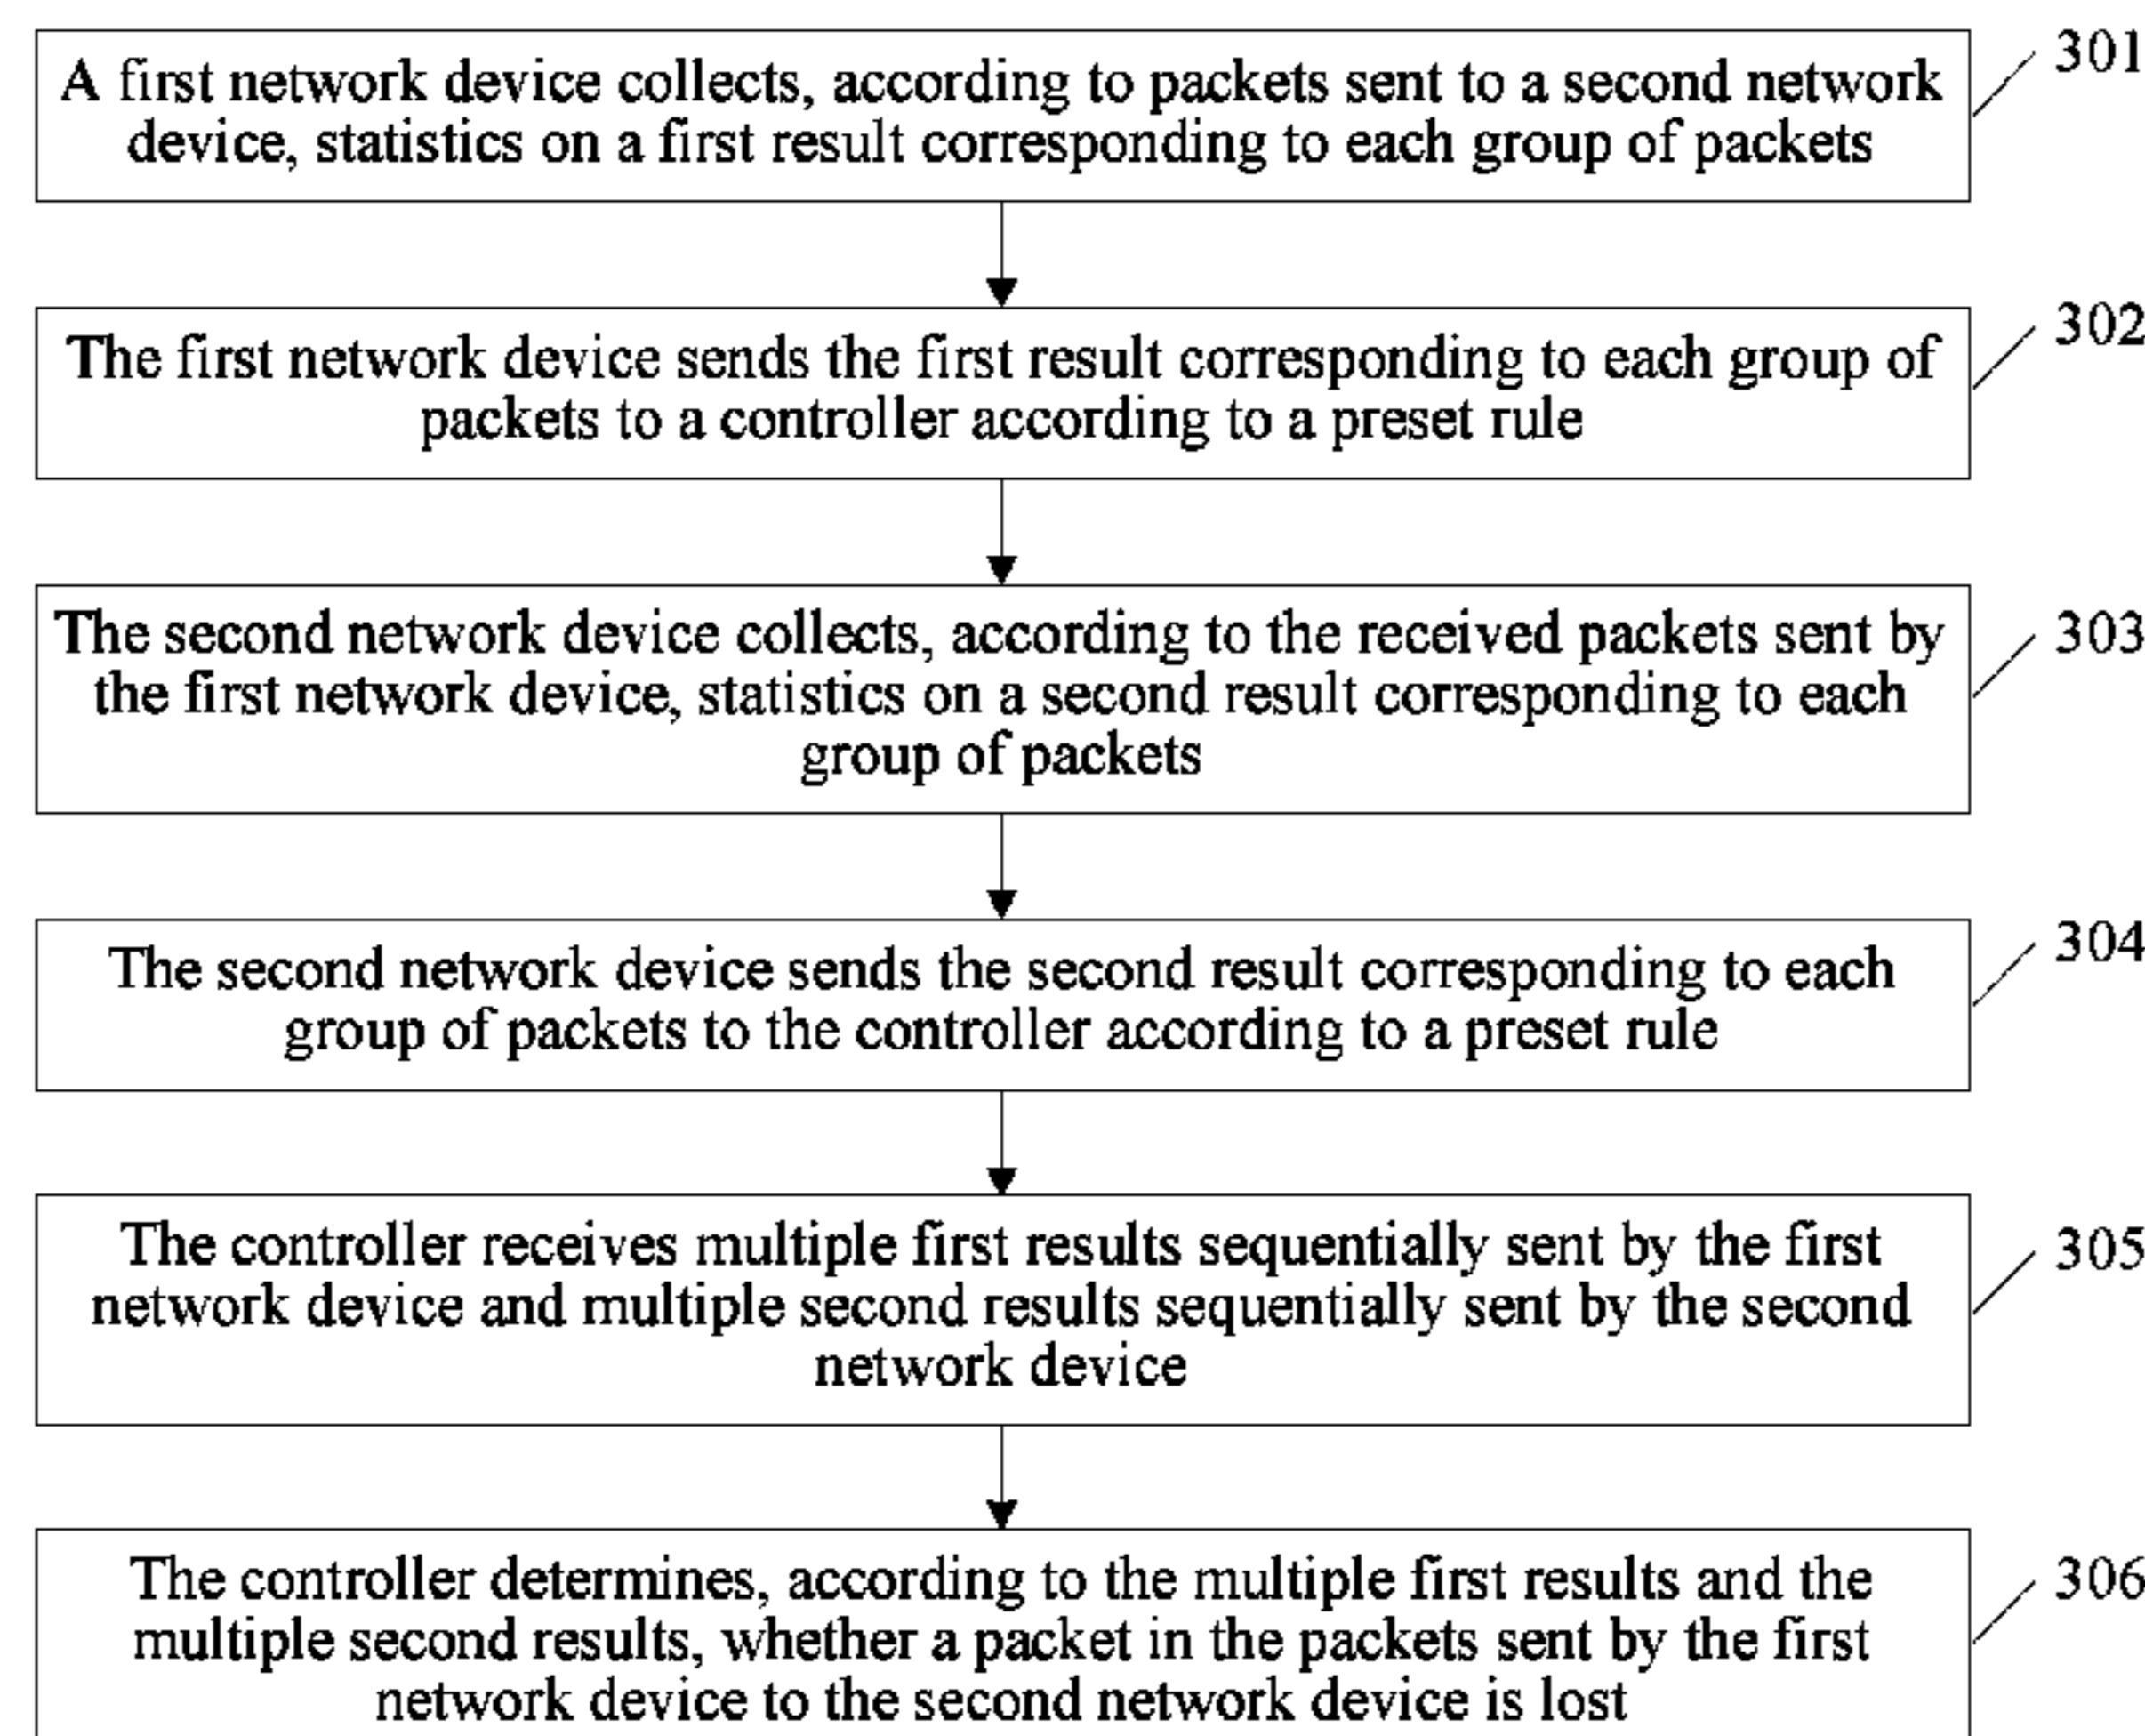 A first network device collects, according to packets sent to a second network
device, statistics on a first result corresponding to each group of packets
301
The first network device sends the first result corresponding to each group of
packets to a controller according to a preset rule
302
The second network device collects, according to the received packets sent by
the first network device, statistics on a second result corresponding to each
group of packets
303
The second network device sends the second result corresponding to each
group of packets to the controller according to a preset rule
304
The controller receives multiple first results sequentially sent by the first
network device and multiple second results sequentially sent by the second
network device
305
The controller determines, according to the multiple first results and the
multiple second results, whether a packet in the packets sent by the first
network device to the second network device is lost
306